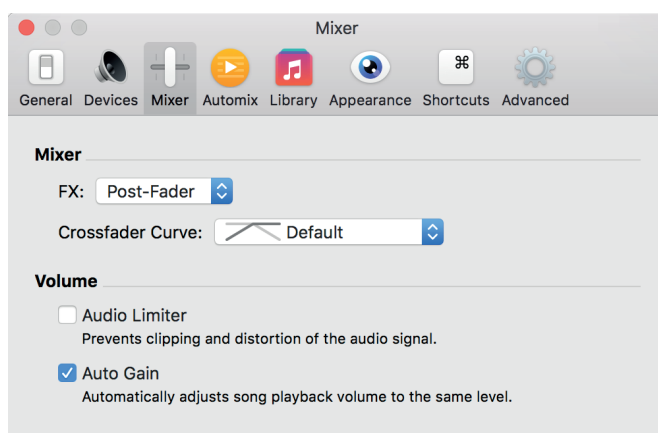 Mixer
General Devices Mixer Automix Library Appearance Shortcuts Advanced
Mixer
FX: Post-Fader
Crossfader Curve: Default
Volume
Audio Limiter
Prevents clipping and distortion of the audio signal.
Auto Gain
Automatically adjusts song playback volume to the same level.